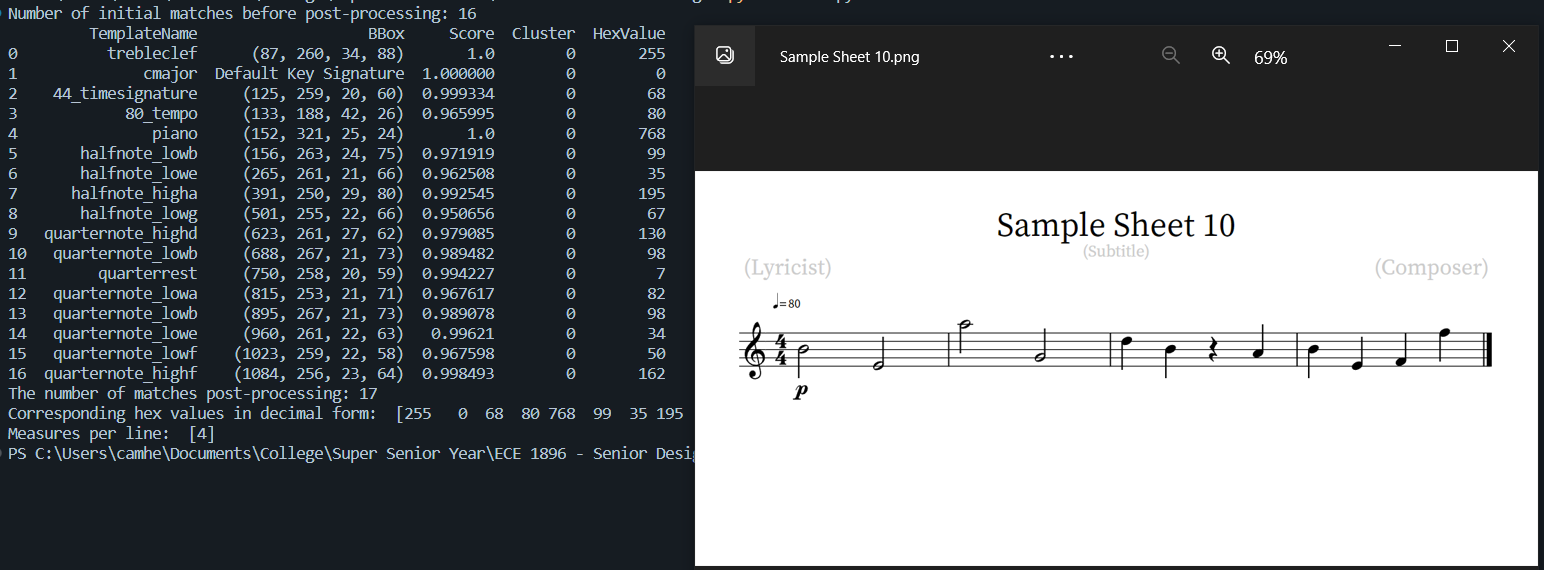 Number of initial matches before post-processing: 16
TemplateName BBox Score Cluster HexValue
0 trebleclef (87, 260, 34, 88) 1.0 0 255
1 cmajor Default Key Signature 1.000000 0 0
2 44_timesignature (125, 259, 20, 60) 0.999334 0 68
3 80_tempo (133, 188, 42, 26) 0.965995 0 80
4 piano (152, 321, 25, 24) 1.0 0 768
5 halfnote_lowb (156, 263, 24, 75) 0.971919 0 99
6 halfnote_lowe (265, 261, 21, 66) 0.962508 0 35
7 halfnote_higha (391, 250, 29, 80) 0.992545 0 195
8 halfnote_lowg (501, 255, 22, 66) 0.950656 0 67
9 quarternote_highd (623, 261, 27, 62) 0.979085 0 130
10 quarternote_lowb (688, 267, 21, 73) 0.989482 0 98
11 quarterrest (750, 258, 20, 59) 0.994227 0 7
12 quarternote_lowa (815, 253, 21, 71) 0.967617 0 82
13 quarternote_lowb (895, 267, 21, 73) 0.989078 0 98
14 quarternote_lowe (960, 261, 22, 63) 0.99621 0 34
15 quarternote_lowf (1023, 259, 22, 58) 0.967598 0 50
16 quarternote_highf (1084, 256, 23, 64) 0.998493 0 162
The number of matches post-processing: 17
Corresponding hex values in decimal form: [255 0 68 80 768 99 35 195
Measures per line: [4]
PS C:\Users\camhe\Documents\College\Super Senior Year\ECE 1896 - Senior Desig
Sample Sheet 10.png
69%
Sample Sheet 10
(Subtitle)
(Lyricist)
(Composer)
=80
4
4
p